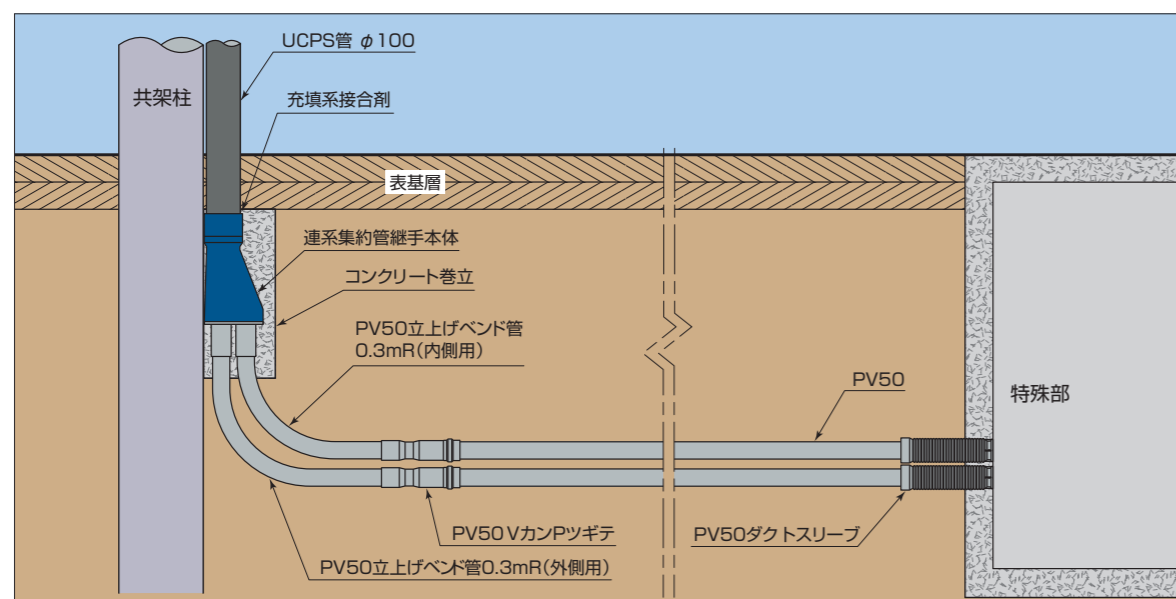 UCPS管 φ100
共架柱
充填系接合剤
表基層
連系集約管継手本体
コンクリート巻立
PV50立上げベンド管
0.3mR(内側用)
PV50
特殊部
PV50 VカンPツギテ
PV50ダクトスリーブ
PV50立上げベンド管0.3mR(外側用)